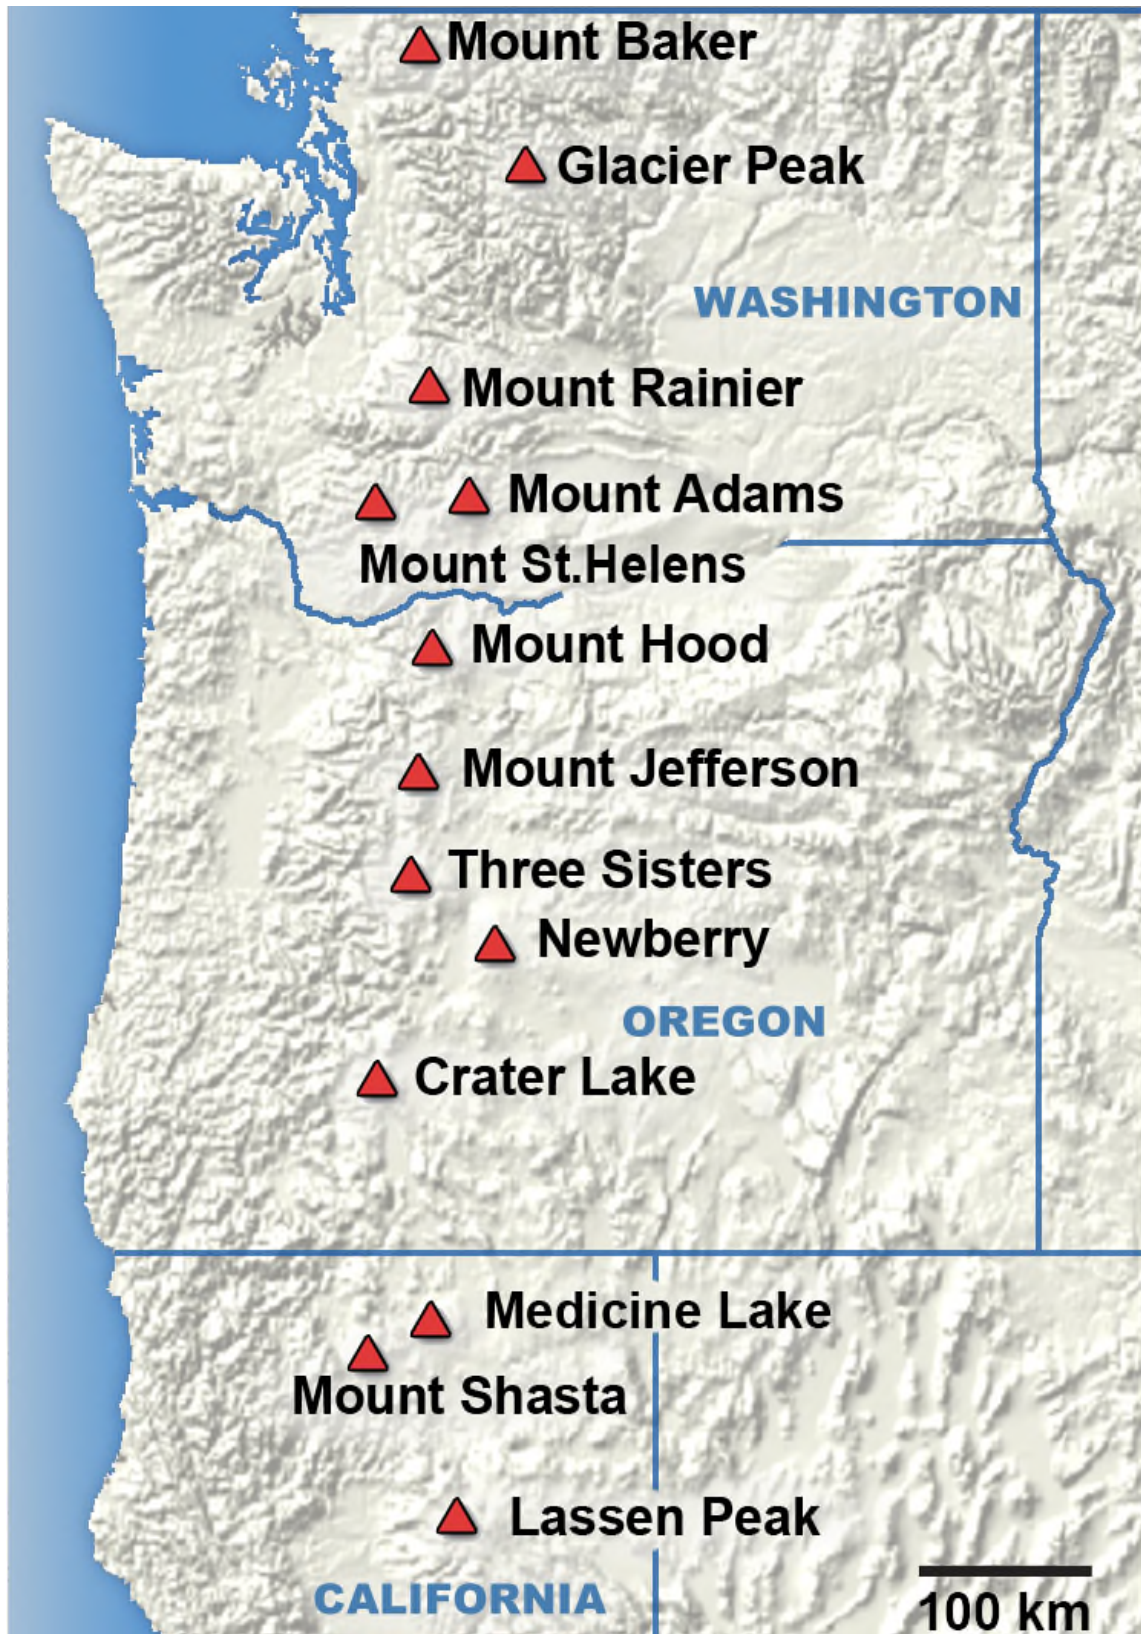 Mount Baker
Glacier Peak
WASHINGTON
Mount Rainier
Mount Adams
Mount St.Helens
Mount Hood
Mount Jefferson
Three Sisters
Newberry
OREGON
Crater Lake
Medicine Lake
Mount Shasta
Lassen Peak
CALIFORNIA
100 km